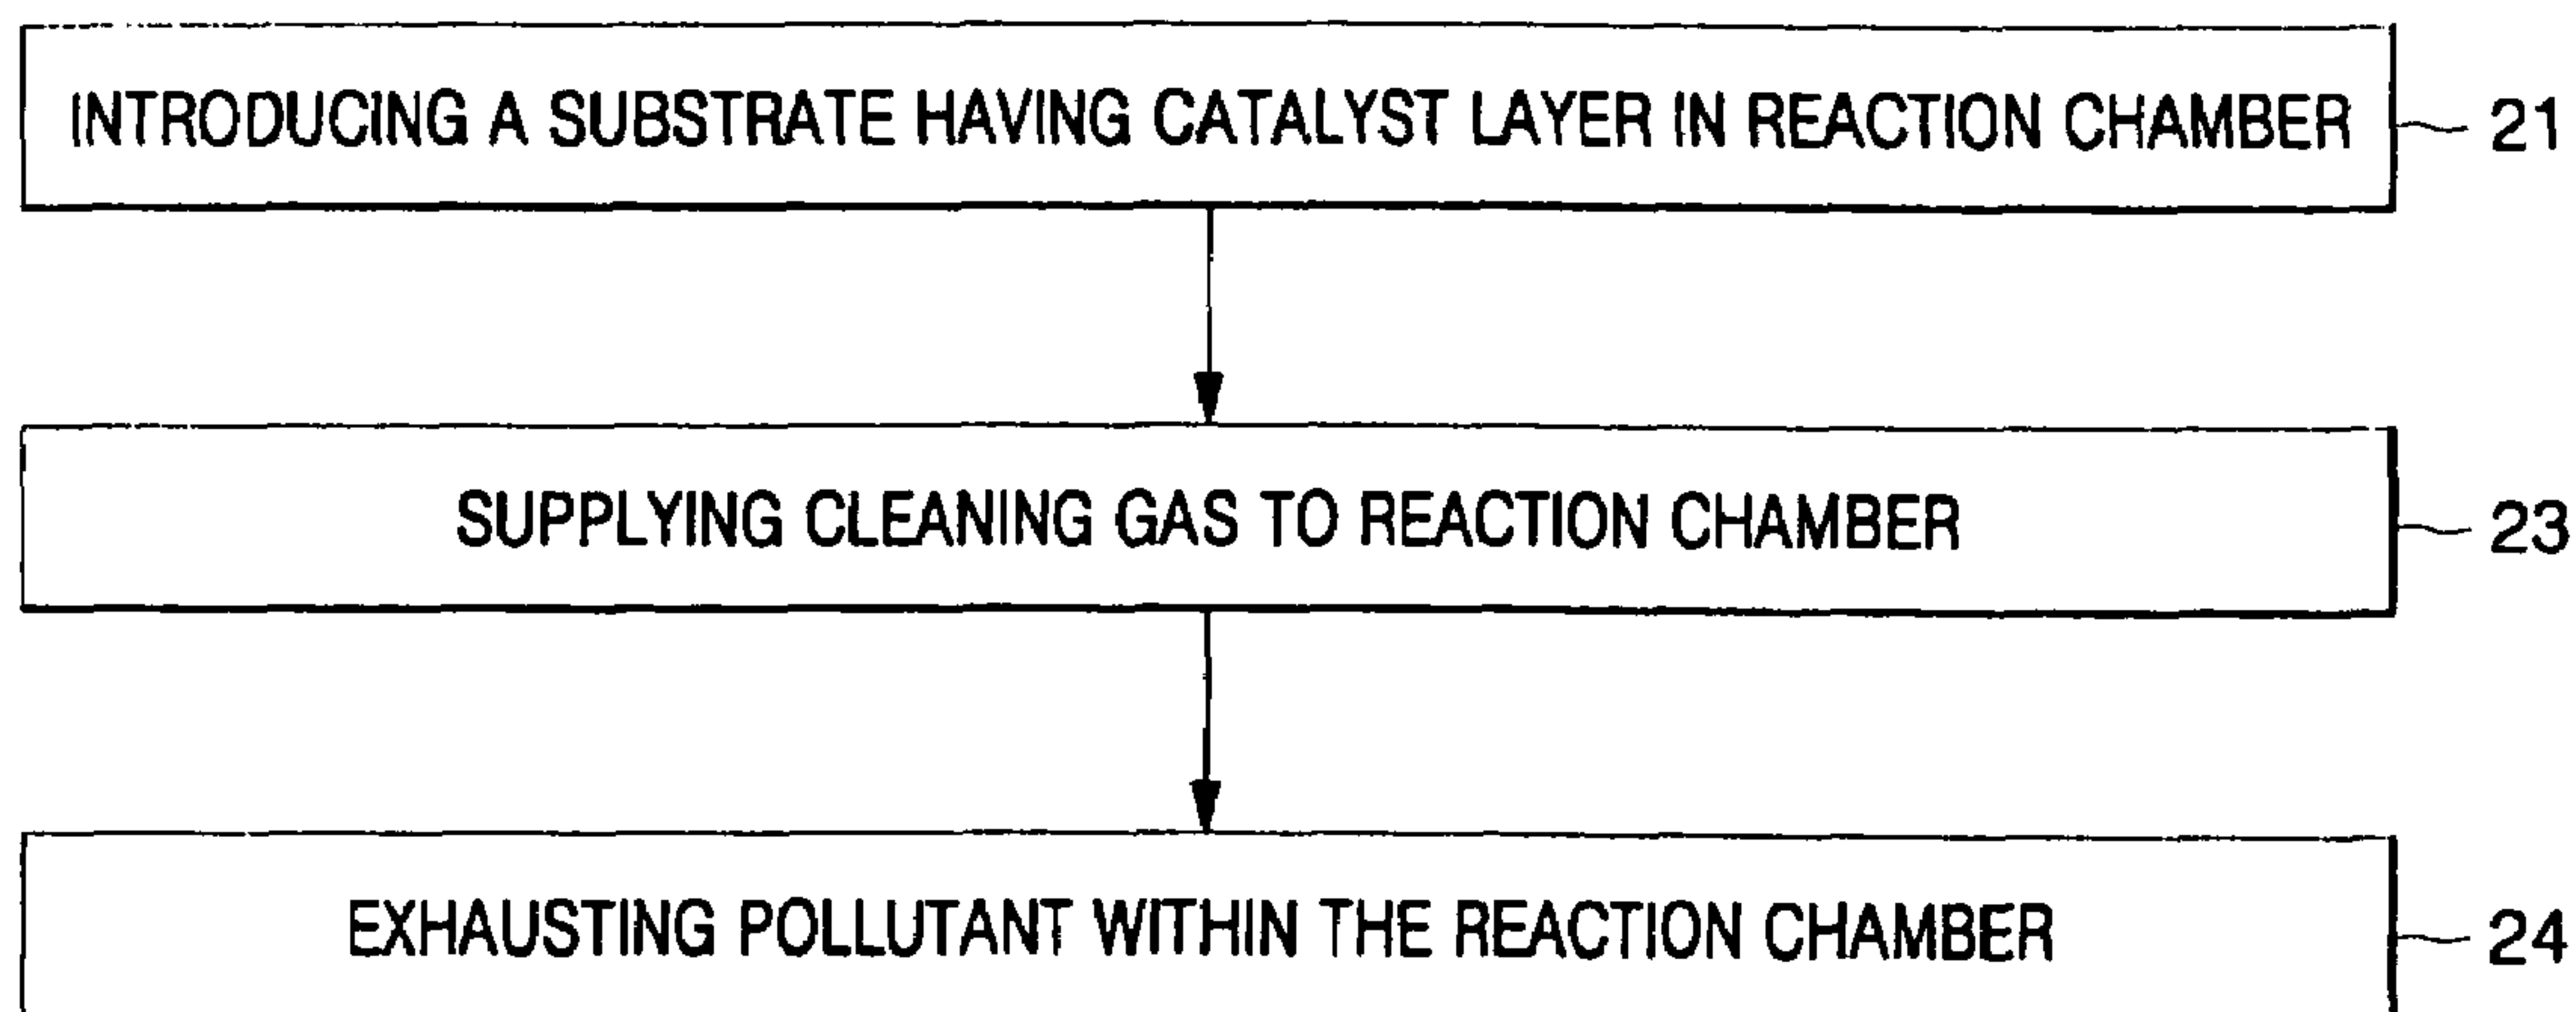 INTRODUCING A SUBSTRATE HAVING CATALYST LAYER IN REACTION CHAMBER 21
SUPPLYING CLEANING GAS TO REACTION CHAMBER 23
EXHAUSTING POLLUTANT WITHIN THE REACTION CHAMBER 24